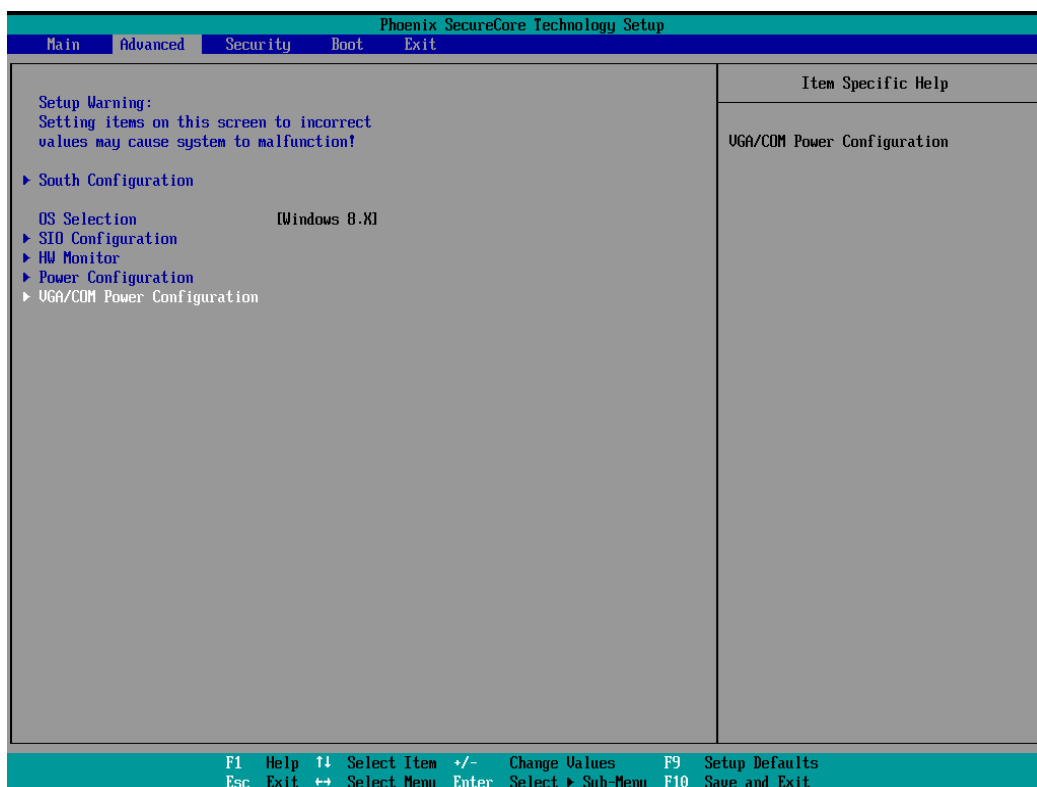 Phoenix SecureCore Technology Setup
Main Advanced Security Boot Exit
Item Specific Help
Setup Warning:
Setting items on this screen to incorrect
values may cause system to malfunction!
VGA/COM Power Configuration
▶ South Configuration
OS Selection [Windows 8.X]
▶ SIO Configuration
▶ HW Monitor
▶ Power Configuration
▶ VGA/COM Power Configuration
F1 Help ↑↓ Select Item +/- Change Values F9 Setup Defaults
Esc Exit ↔ Select Menu Enter Select ▶ Sub-Menu F10 Save and Exit